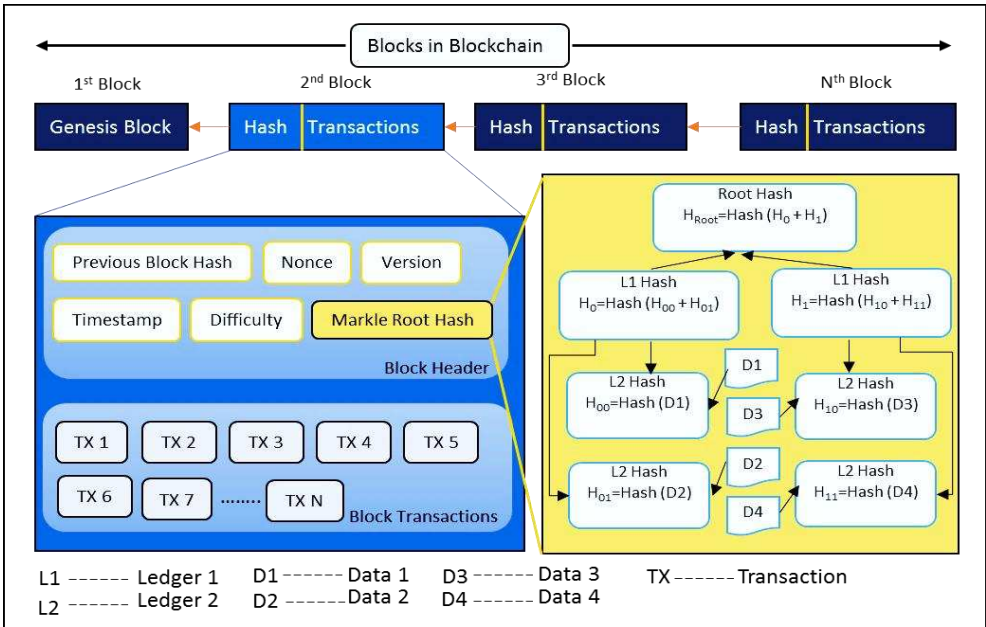 Blocks in Blockchain
1st Block
2nd Block
3rd Block
Nth Block
Genesis Block
Hash Transactions
Hash Transactions
Hash Transactions
Previous Block Hash
Nonce
Version
Timestamp
Difficulty
Markle Root Hash
Block Header
TX 1
TX 2
TX 3
TX 4
TX 5
TX 6
TX 7
........
TX N
Block Transactions
Root Hash
HRoot=Hash (H0 + H1)
L1 Hash
H0=Hash (H00 + H01)
L1 Hash
H1=Hash (H10 + H11)
L2 Hash
H00=Hash (D1)
D1
D3
L2 Hash
H10=Hash (D3)
L2 Hash
H01=Hash (D2)
D2
D4
L2 Hash
H11=Hash (D4)
L1 ------ Ledger 1
L2 ------ Ledger 2
D1 ------ Data 1
D2 ------ Data 2
D3 ------ Data 3
D4 ------ Data 4
TX ------ Transaction